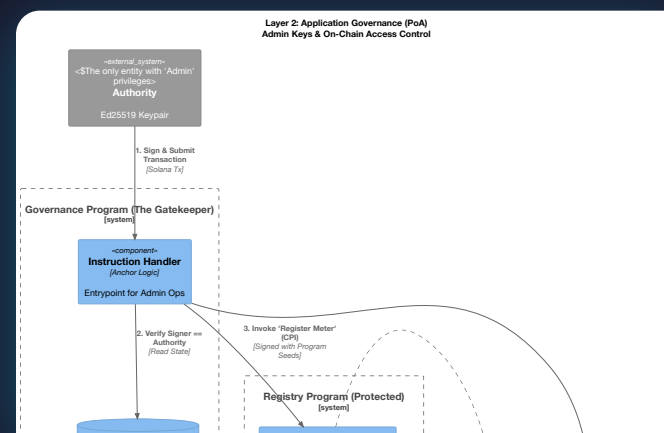 Layer 2: Application Governance (PoA)
Admin Keys & On-Chain Access Control
«external_system»
<$The only entity with 'Admin'
privileges>
Authority
Ed25519 Keypair
1. Sign & Submit
Transaction
[Solana Tx]
Governance Program (The Gatekeeper)
[system]
«component»
Instruction Handler
[Anchor Logic]
Entrypoint for Admin Ops
2. Verify Signer ==
Authority
[Read State]
3. Invoke 'Register Meter'
(CPI)
[Signed with Program
Seeds]
Registry Program (Protected)
[system]